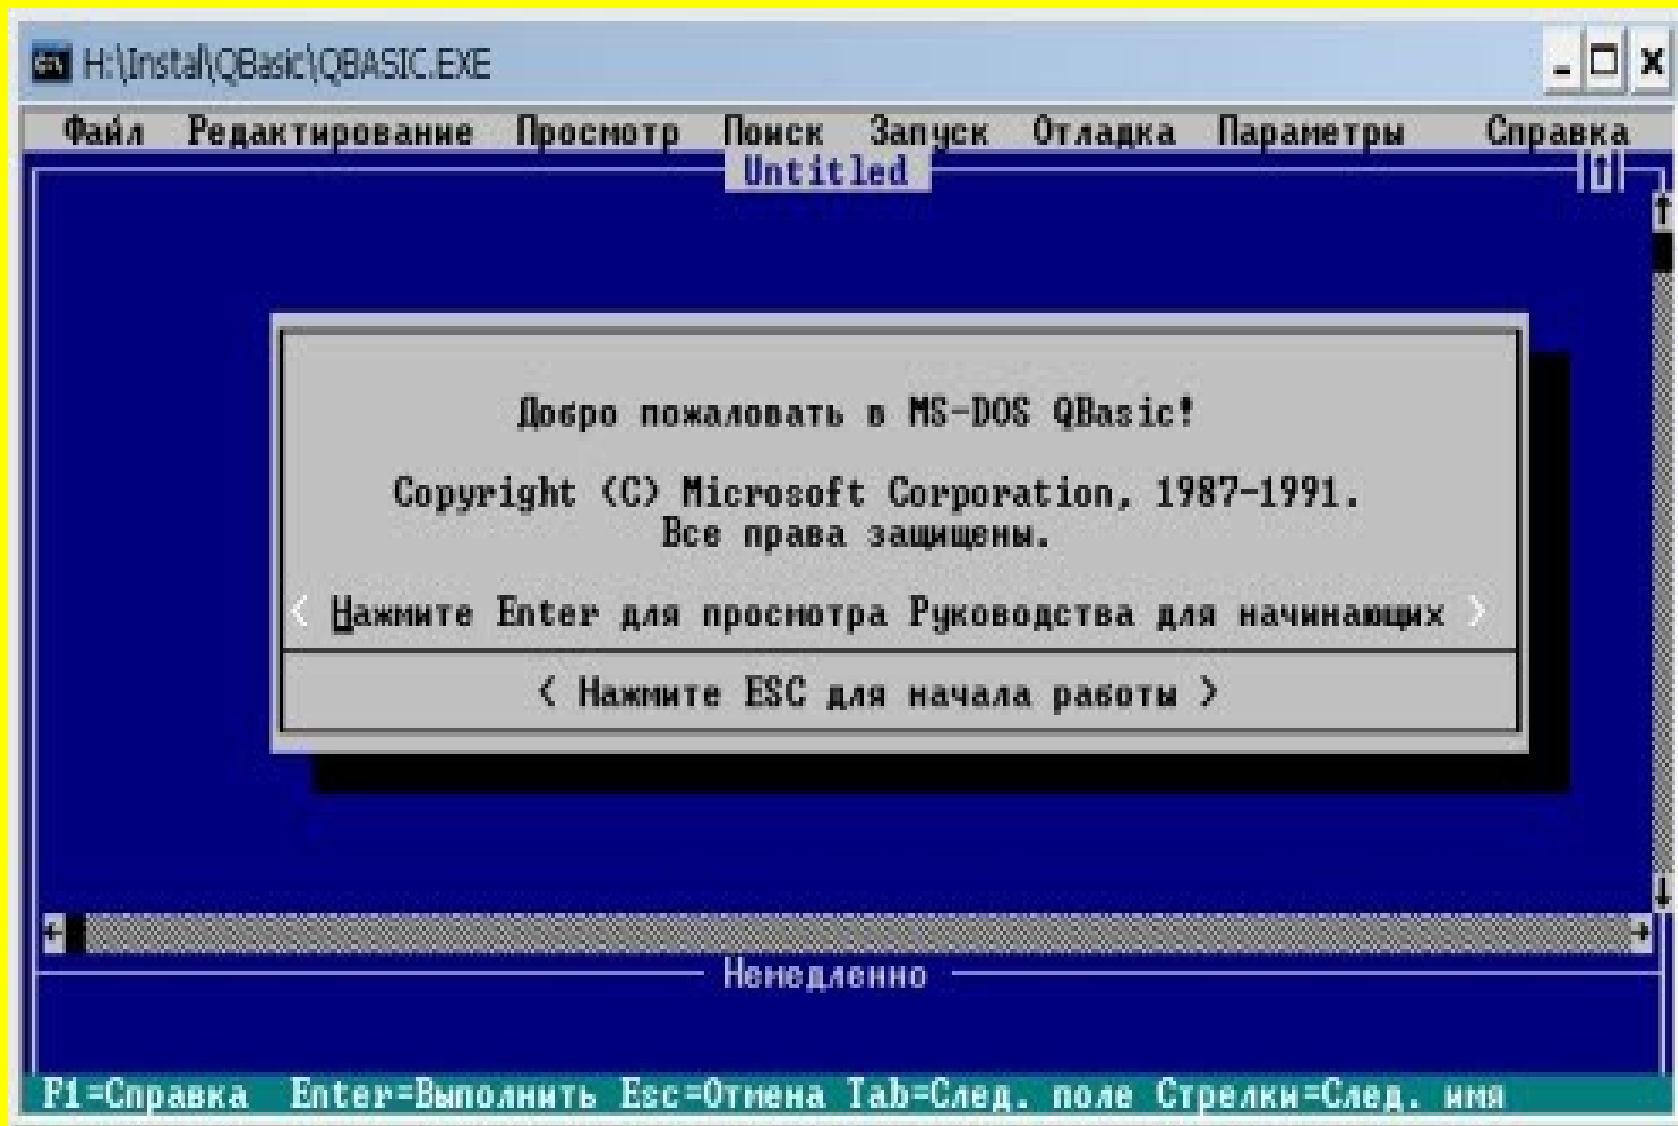 H:\Instal\QBasic\QBASIC.EXE
Файл Редактирование Просмотр Поиск Запуск Отладка Параметры Справка
Untitled
Добро пожаловать в MS-DOS QBasic!
Copyright (C) Microsoft Corporation, 1987-1991.
Все права защищены.
< Нажмите Enter для просмотра Руководства для начинающих >
< Нажмите ESC для начала работы >
Немедленно
F1=Справка Enter=Выполнить Esc=Отмена Tab=След. поле Стрелки=След. имя